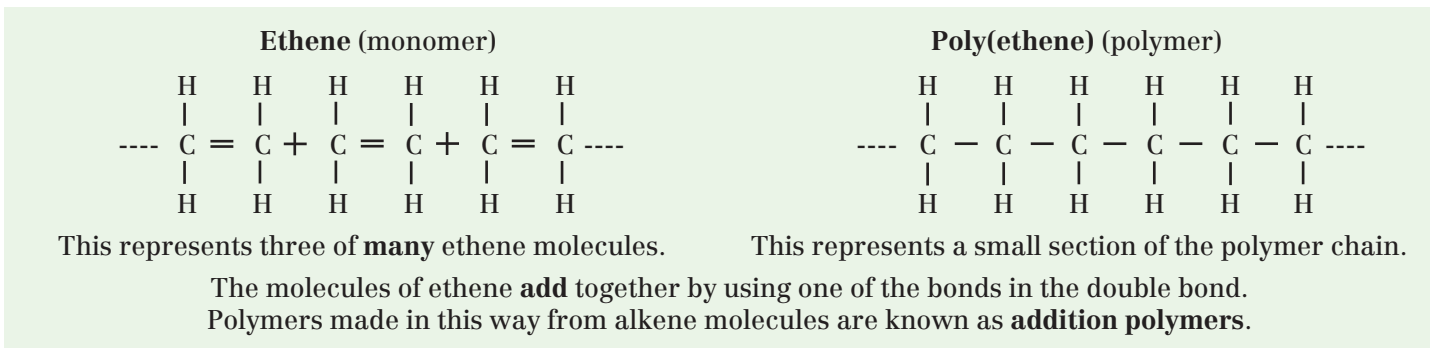 Ethene (monomer)
H H H H H H
---- C = C + C = C + C = C ----
H H H H H H
This represents three of many ethene molecules.
Poly(ethene) (polymer)
H H H H H H
---- C — C — C — C — C — C ----
H H H H H H
This represents a small section of the polymer chain.
The molecules of ethene add together by using one of the bonds in the double bond.
Polymers made in this way from alkene molecules are known as addition polymers.